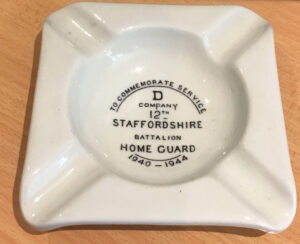 TO COMMEMORATE SERVICE
D
COMPANY
12TH
STAFFORDSHIRE
BATTALION
HOME GUARD
1940-1944